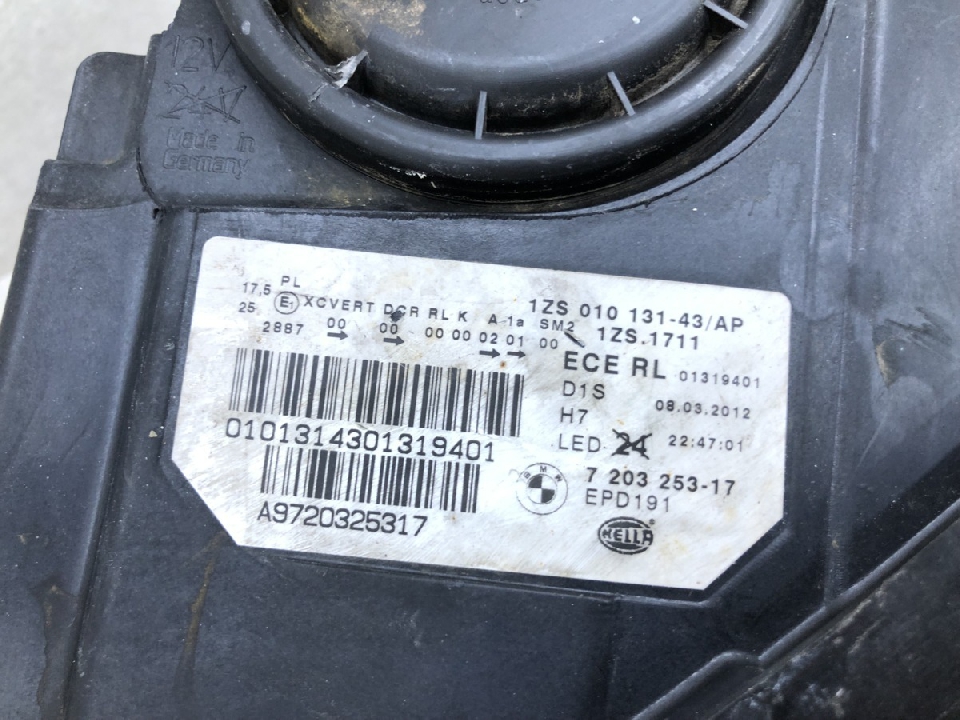 12V
Made in
Germany
PL
17,5 E1 XCVERT DCR RL K A 1a SM2
25
2887 00 00 00 00 02 01 00
→ → → →
1ZS 010 131-43/AP
1ZS.1711
ECE RL 01319401
D1S 08.03.2012
H7
LED 24 22:47:01
0101314301319401
7 203 253-17
EPD191
A9720325317
BMW
HELLA